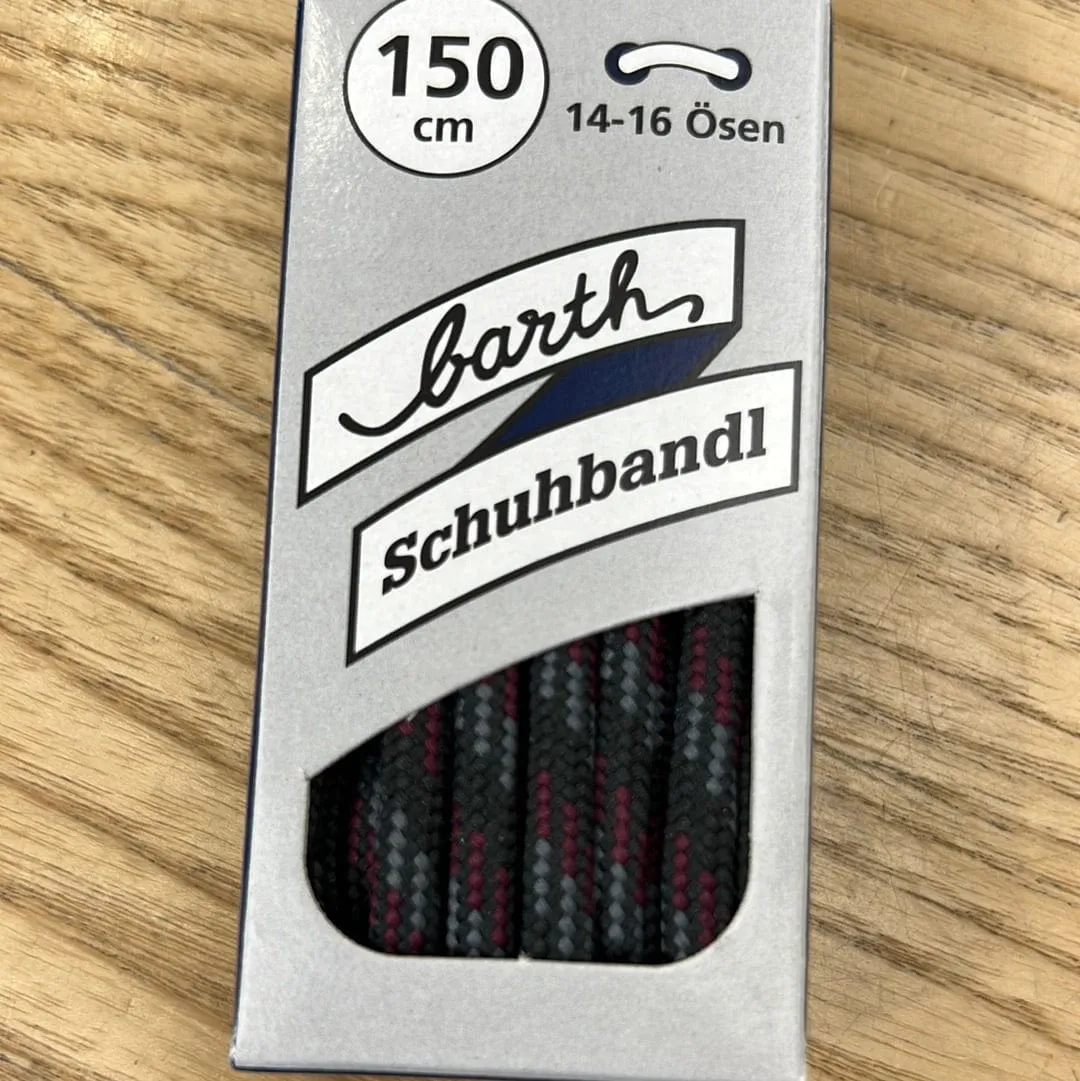 150
cm
14-16 Ösen
barth
Schuhbandl